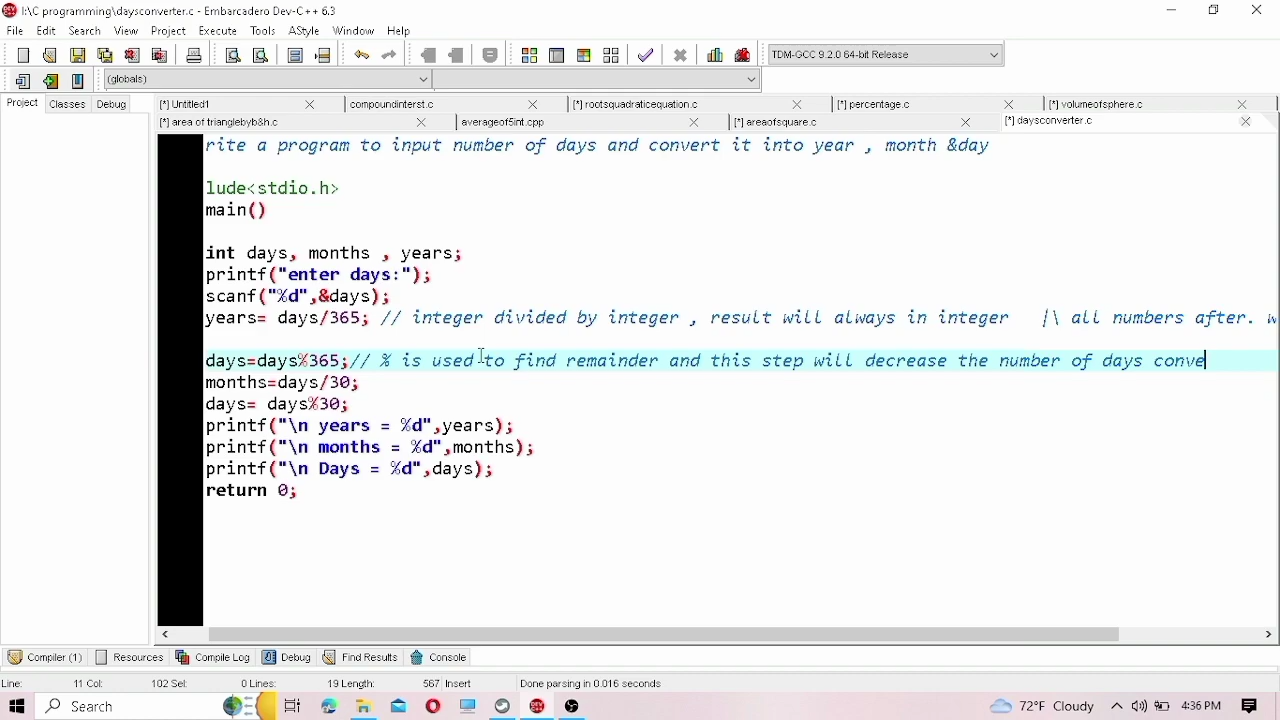 I:\C programming\daysconverter.c - Embarcadero Dev-C++ 6.3
File Edit Search View Project Execute Tools AStyle Window Help
TDM-GCC 9.2.0 64-bit Release
(globals)
Project Classes Debug
[*] Untitled1 compoundinterst.c [*] rootsquadraticequation.c [*] percentage.c [*] volumeofsphere.c
[*] area of trianglebyb&h.c averageof5int.cpp [*] areaofsquare.c [*] daysconverter.c
rite a program to input number of days and convert it into year , month &day
lude<stdio.h>
main()
int days, months , years;
printf("enter days:");
scanf("%d",&days);
years= days/365; // integer divided by integer , result will always in integer |\ all numbers after. w
days=days%365;// % is used to find remainder and this step will decrease the number of days conve
months=days/30;
days= days%30;
printf("\n years = %d",years);
printf("\n months = %d",months);
printf("\n Days = %d",days);
return 0;
Compiler (1) Resources Compile Log Debug Find Results Console
Line: 11 Col: 102 Sel: 0 Lines: 19 Length: 567 Insert Done parsing in 0.016 seconds
Search 72°F Cloudy 4:36 PM